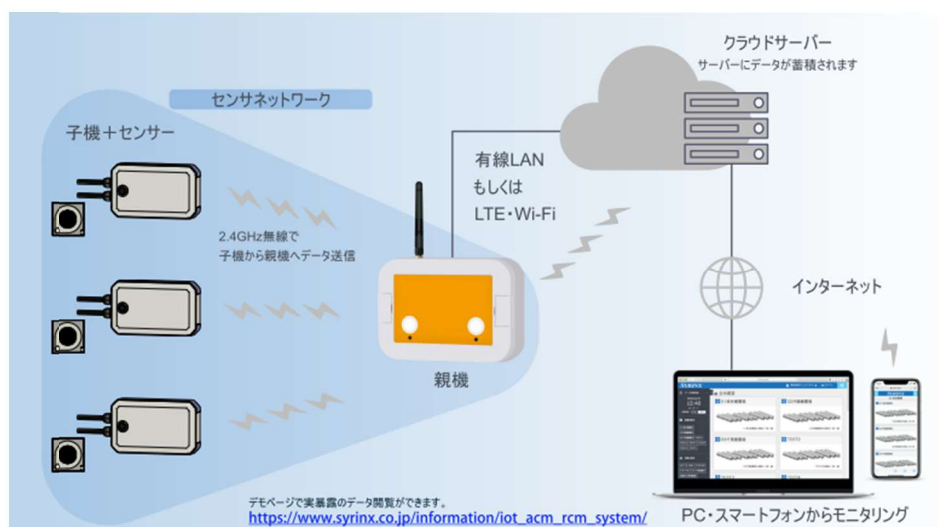 クラウドサーバー
サーバーにデータが蓄積されます
センサネットワーク
子機＋センサー
有線LAN
もしくは
LTE・Wi-Fi
2.4GHz無線で
子機から親機へデータ送信
インターネット
親機
SYRINX
デモページで実暴露のデータ閲覧ができます。
https://www.syrinx.co.jp/information/iot_acm_rcm_system/
PC・スマートフォンからモニタリング